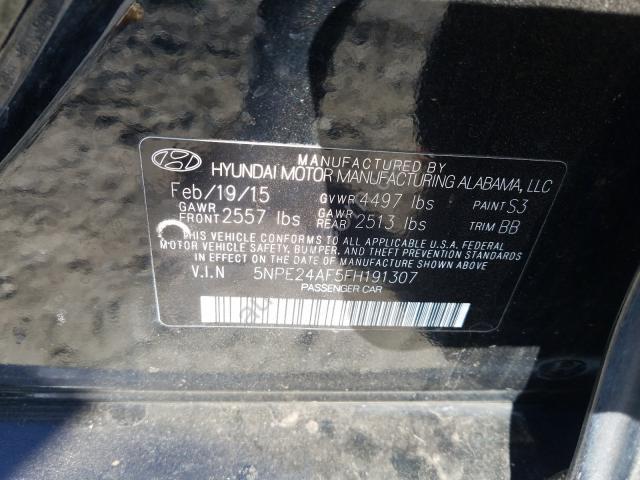 MANUFACTURED BY
HYUNDAI MOTOR MANUFACTURING ALABAMA, LLC
Feb/19/15 GVWR 4497 lbs PAINT S3
GAWR FRONT 2557 lbs GAWR REAR 2513 lbs TRIM BB
THIS VEHICLE CONFORMS TO ALL APPLICABLE U.S.A. FEDERAL
MOTOR VEHICLE SAFETY, BUMPER, AND THEFT PREVENTION STANDARDS
IN EFFECT ON THE DATE OF MANUFACTURE SHOWN ABOVE.
V.I.N 5NPE24AF5FH191307
PASSENGER CAR